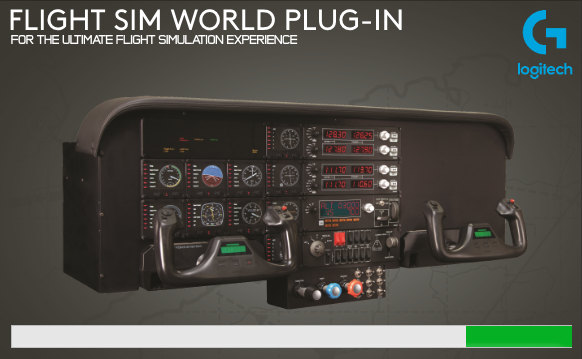 FLIGHT SIM WORLD PLUG-IN
FOR THE ULTIMATE FLIGHT SIMULATION EXPERIENCE
logitech